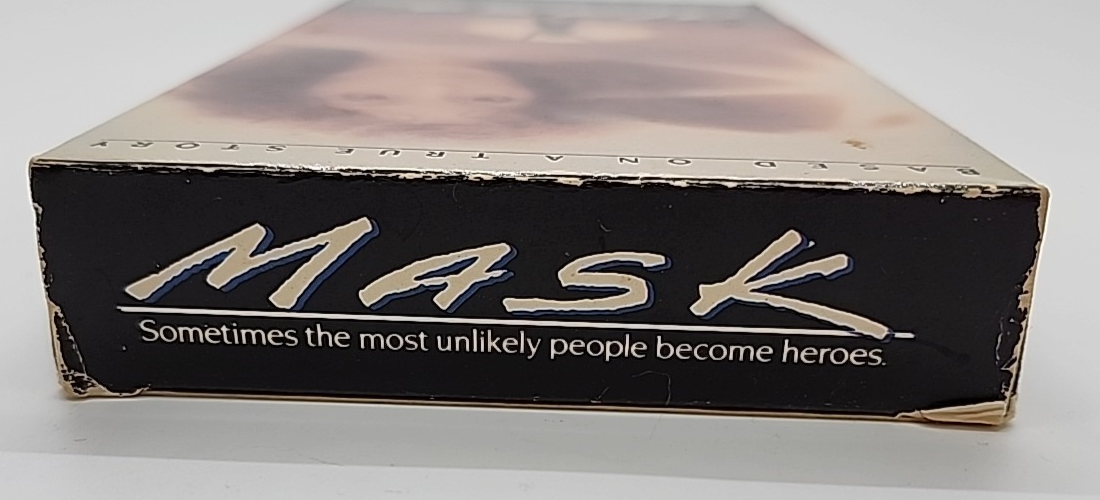 BASED ON A TRUE STORY
MASK
Sometimes the most unlikely people become heroes.